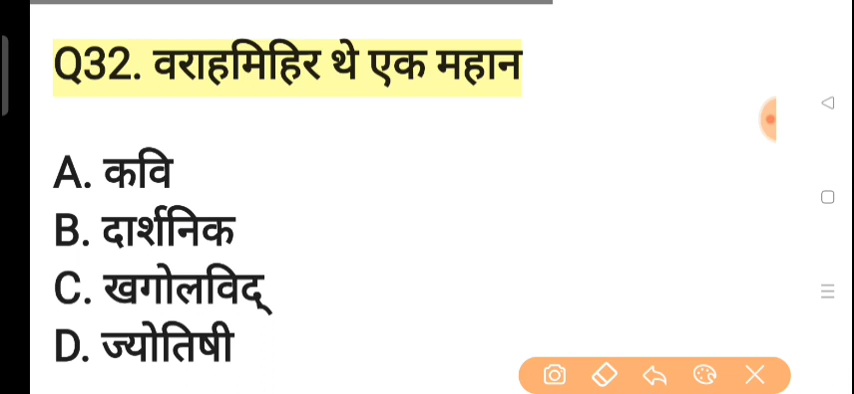 Q32. वराहमिहिर थे एक महान
A. कवि
B. दार्शनिक
C. खगोलविद्
D. ज्योतिषी